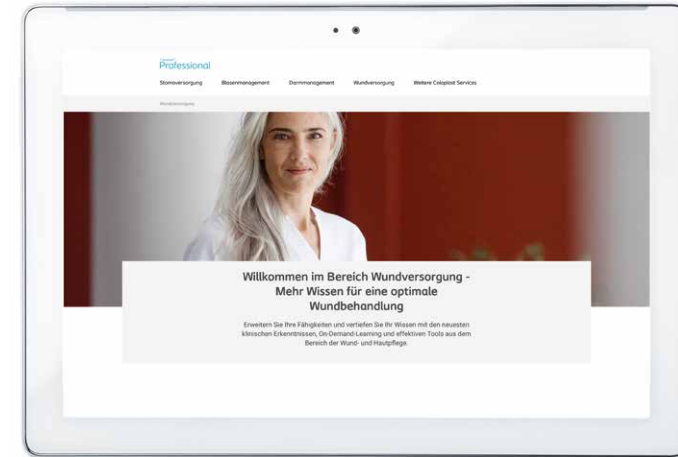 Coloplast
Professional
Stomaversorgung Blasenmanagement Darmmanagement Wundversorgung Weitere Coloplast Services
Wundversorgung
Willkommen im Bereich Wundversorgung -
Mehr Wissen für eine optimale
Wundbehandlung
Erweitern Sie Ihre Fähigkeiten und vertiefen Sie Ihr Wissen mit den neuesten
klinischen Erkenntnissen, On-Demand-Learning und effektiven Tools aus dem
Bereich der Wund- und Hautpflege.